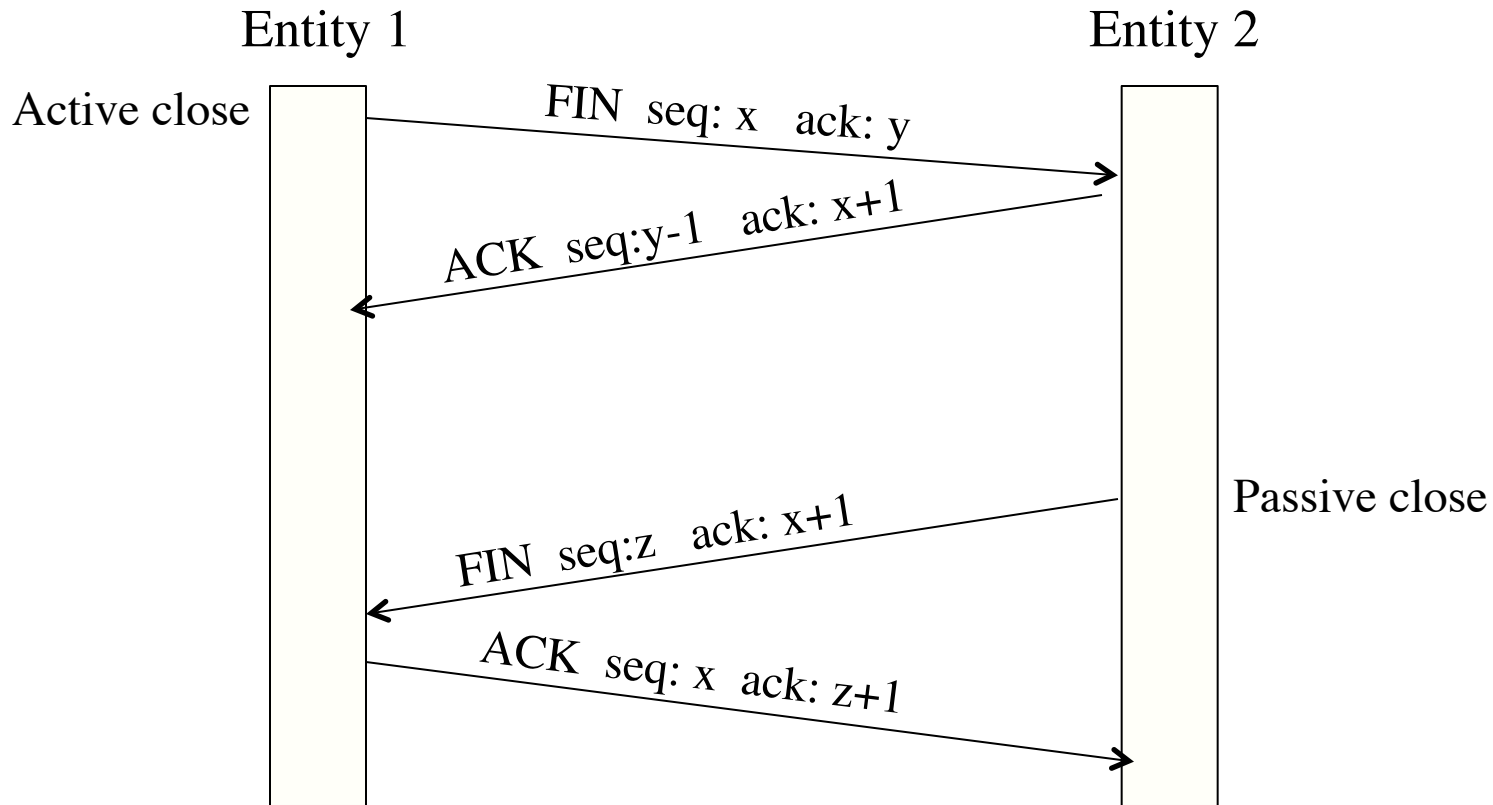 Entity 1
Entity 2
Active close
FIN seq: x ack: y
ACK seq:y-1 ack: x+1
Passive close
FIN seq:z ack: x+1
ACK seq: x ack: z+1